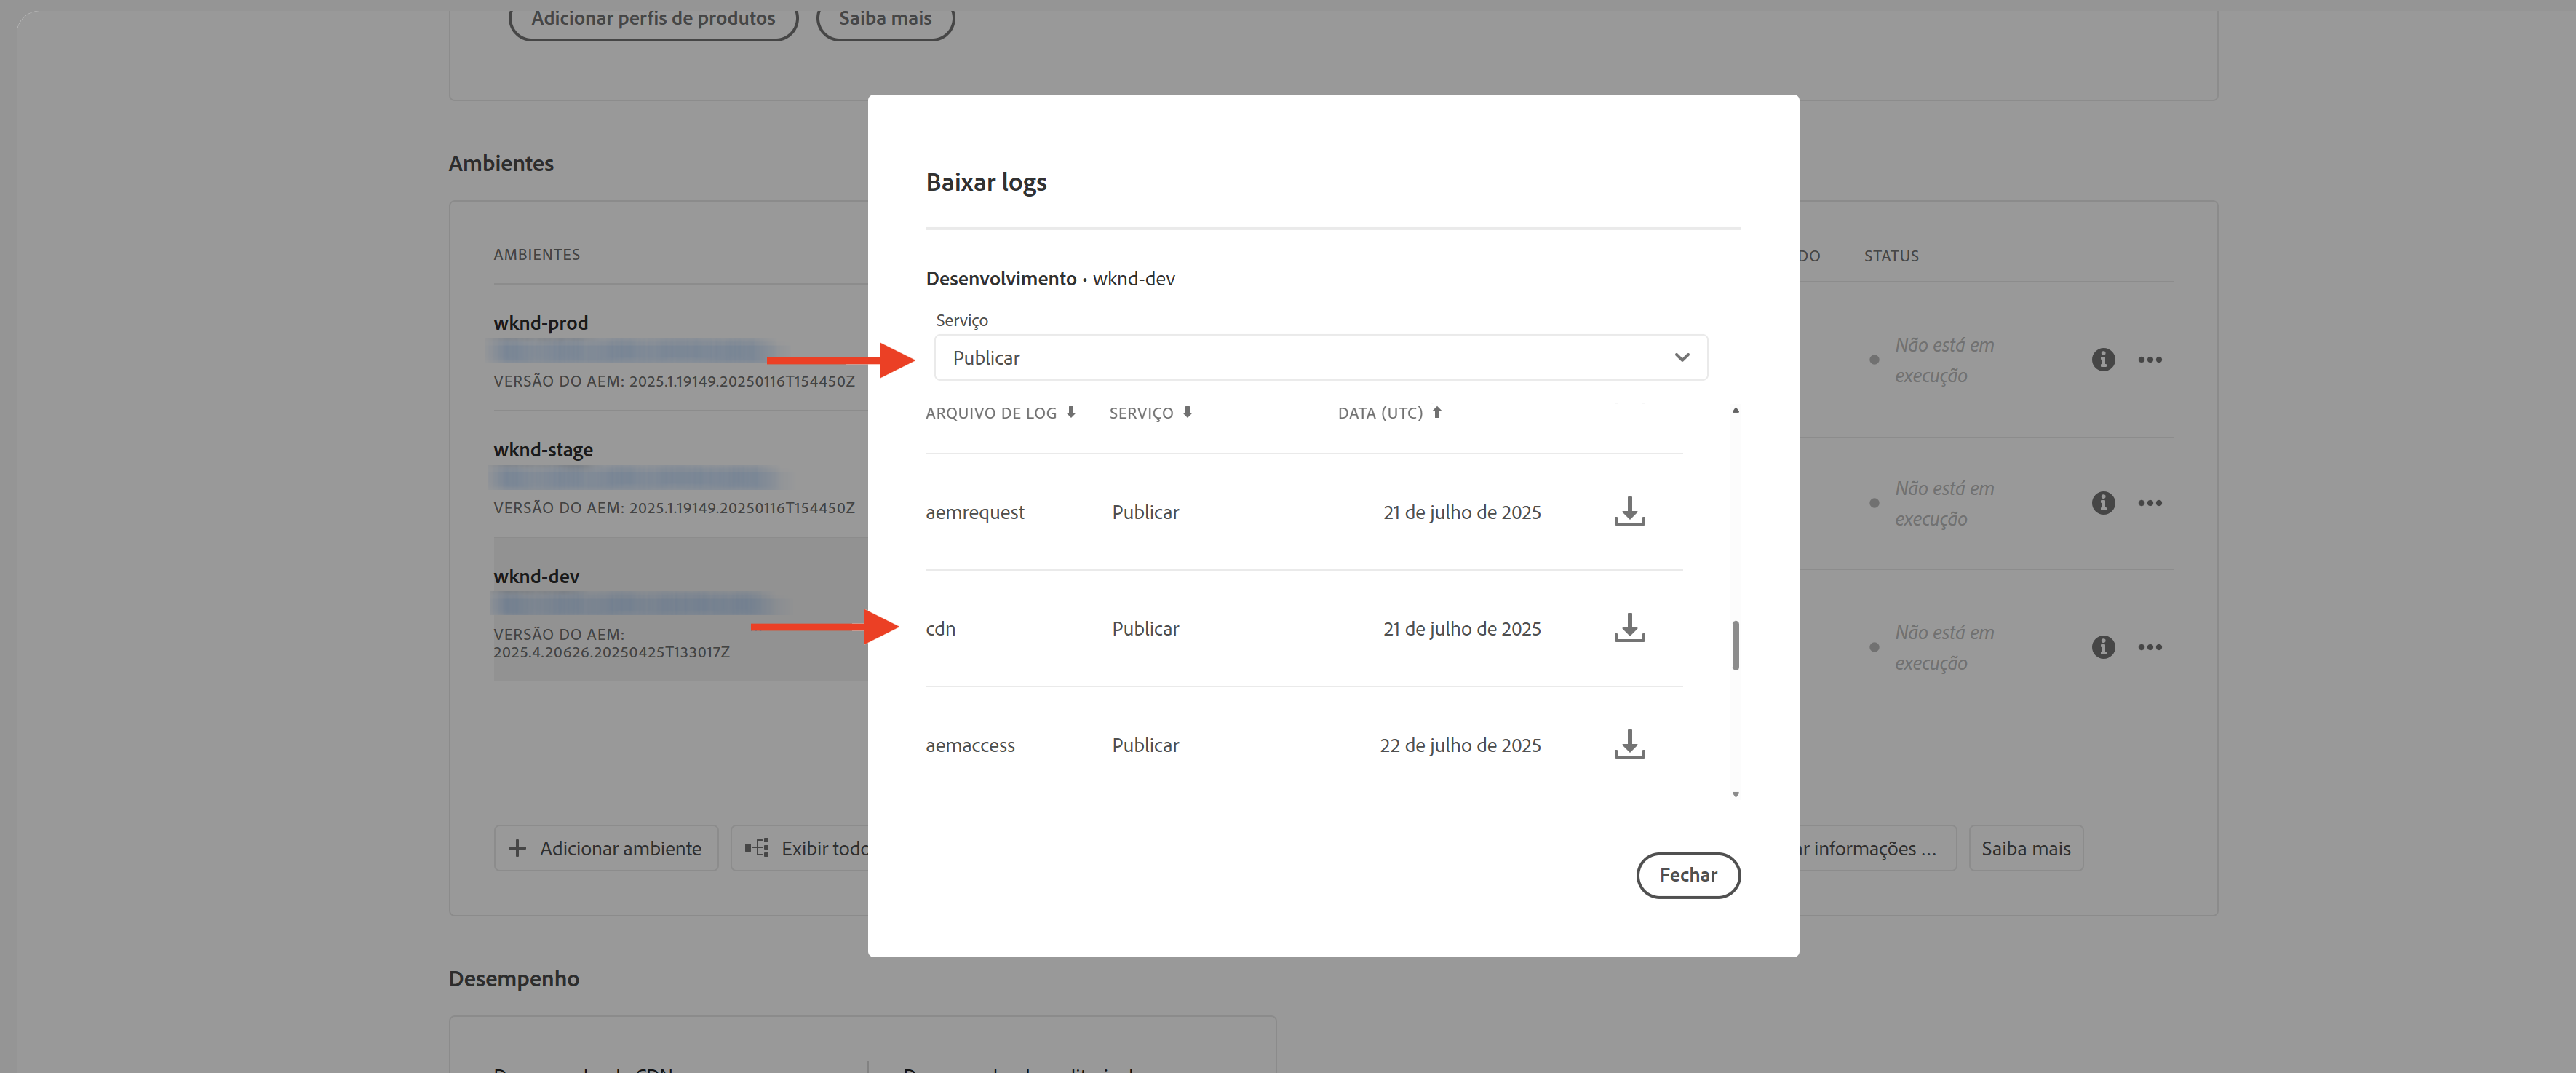 Adicionar perfis de produtos
Saiba mais
Ambientes
AMBIENTES
wknd-prod
VERSÃO DO AEM: 2025.1.19149.20250116T154450Z
wknd-stage
VERSÃO DO AEM: 2025.1.19149.20250116T154450Z
wknd-dev
VERSÃO DO AEM:
2025.4.20626.20250425T133017Z
Adicionar ambiente
Exibir todo
Baixar logs
Desenvolvimento • wknd-dev
Serviço
Publicar
ARQUIVO DE LOG SERVIÇO DATA (UTC)
aemrequest Publicar 21 de julho de 2025
cdn Publicar 21 de julho de 2025
aemaccess Publicar 22 de julho de 2025
Fechar
DO STATUS
Não está em
execução
Não está em
execução
Não está em
execução
ar informações ...
Saiba mais
Desempenho